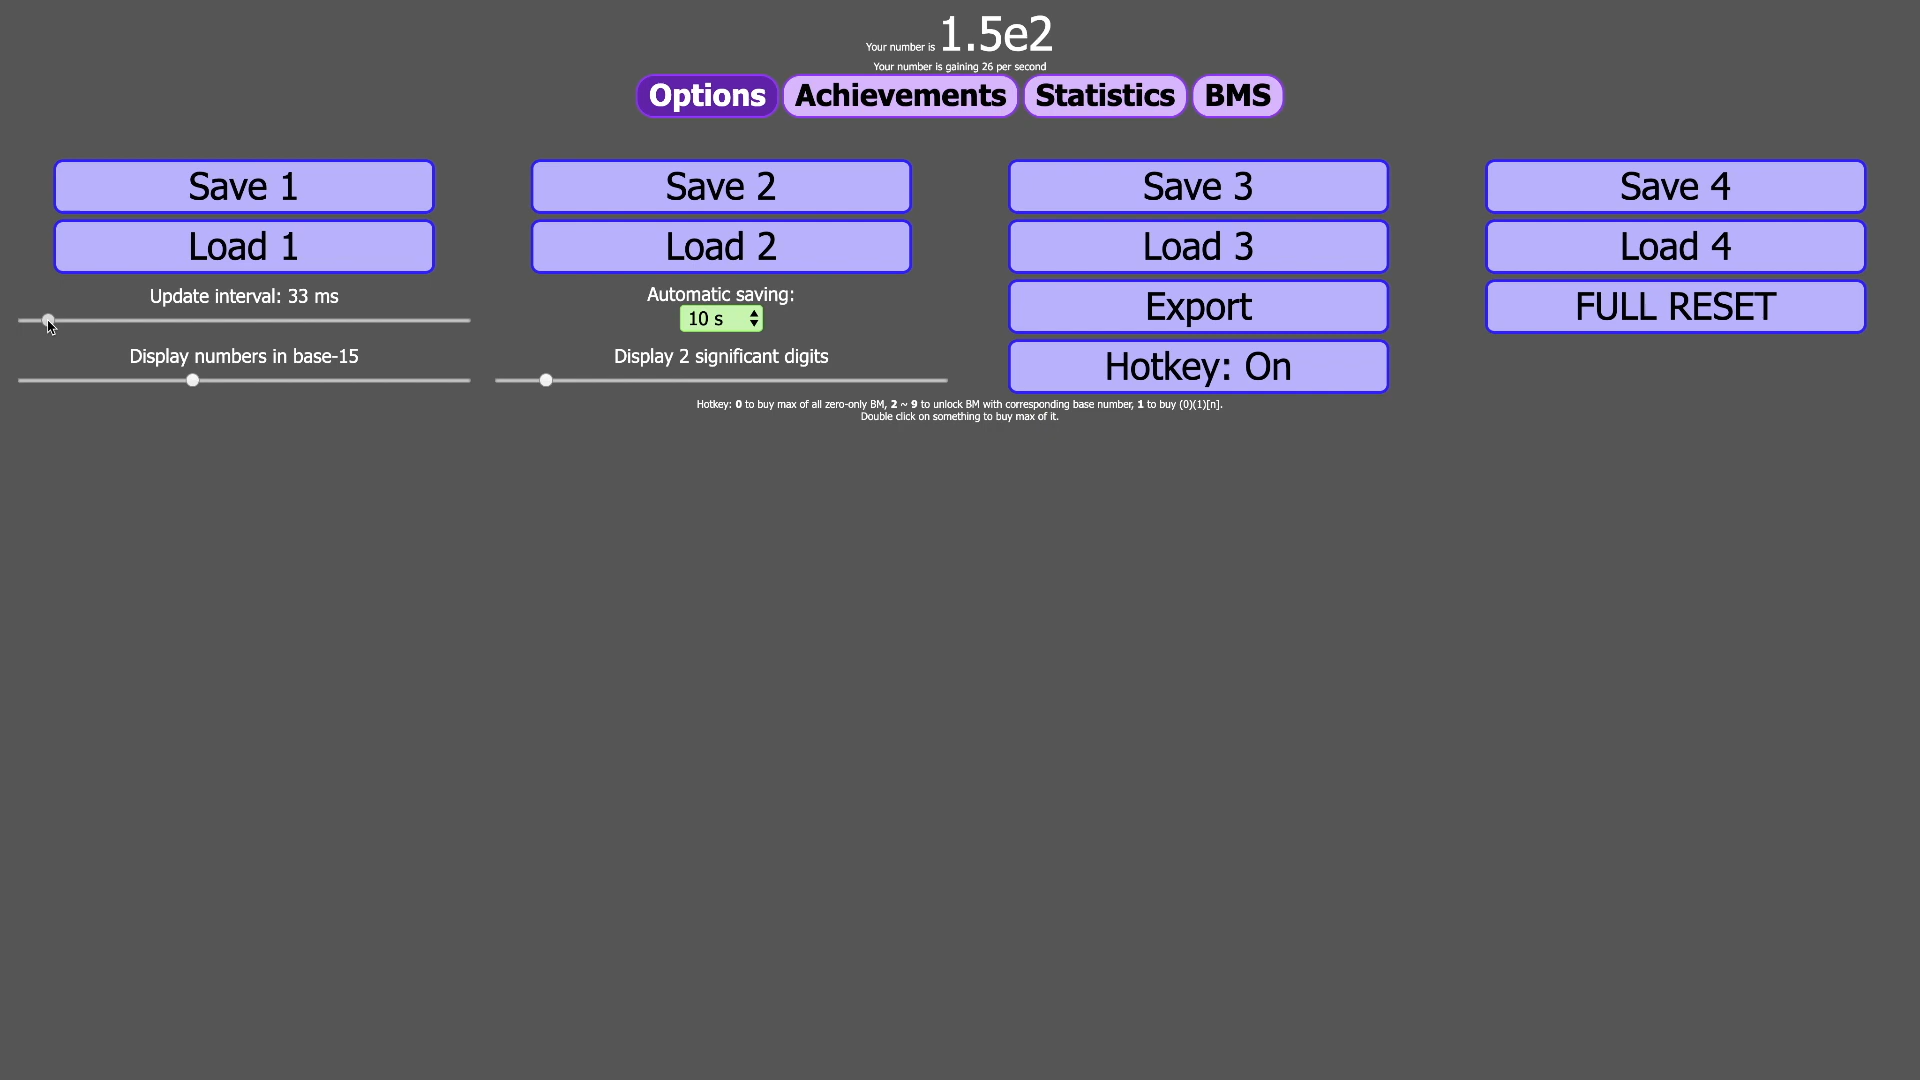 Your number is 1.5e2
Your number is gaining 26 per second
Options Achievements Statistics BMS
Save 1 Save 2 Save 3 Save 4
Load 1 Load 2 Load 3 Load 4
Update interval: 33 ms
Automatic saving:
10 s
Export
FULL RESET
Display numbers in base-15
Display 2 significant digits
Hotkey: On
Hotkey: 0 to buy max of all zero-only BM, 2 ~ 9 to unlock BM with corresponding base number, 1 to buy (0)(1)[n].
Double click on something to buy max of it.